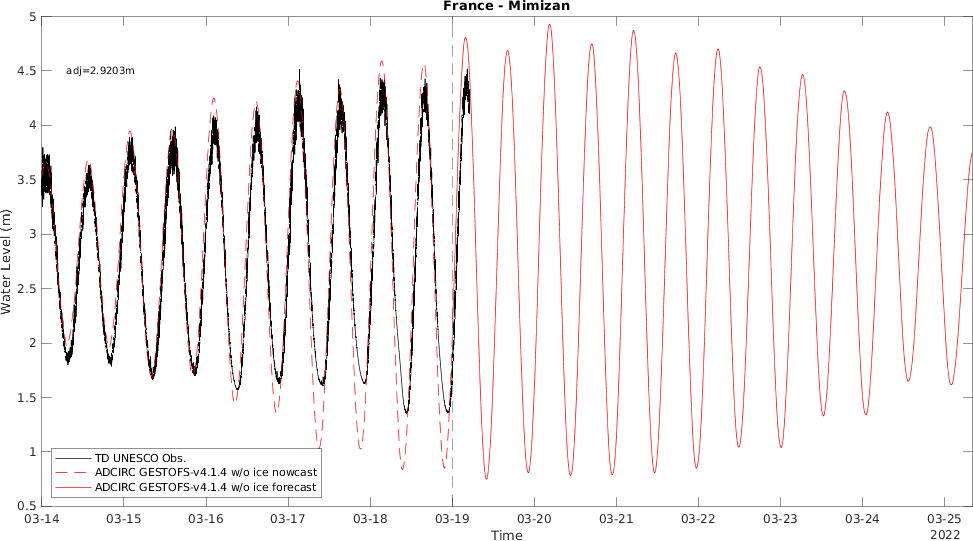 France - Mimizan
5
4.5
4
3.5
3
2.5
2
1.5
1
0.5
Water Level (m)
adj=2.9203m
TD UNESCO Obs.
ADCIRC GESTOFS-v4.1.4 w/o ice nowcast
ADCIRC GESTOFS-v4.1.4 w/o ice forecast
03-14 03-15 03-16 03-17 03-18 03-19 03-20 03-21 03-22 03-23 03-24 03-25
2022
Time